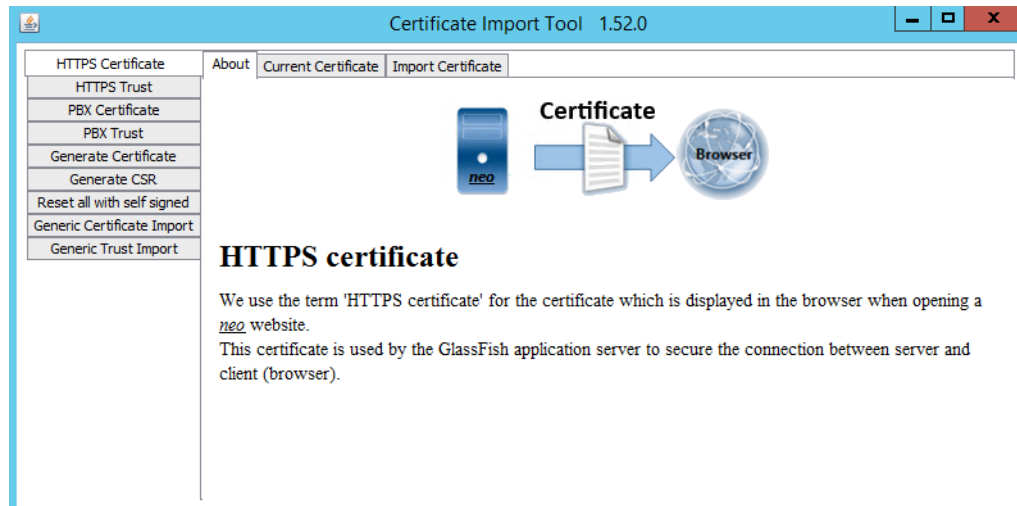 Certificate Import Tool 1.52.0
HTTPS Certificate
HTTPS Trust
PBX Certificate
PBX Trust
Generate Certificate
Generate CSR
Reset all with self signed
Generic Certificate Import
Generic Trust Import
About Current Certificate Import Certificate
Certificate
neo
Browser
HTTPS certificate
We use the term 'HTTPS certificate' for the certificate which is displayed in the browser when opening a
neo website.
This certificate is used by the GlassFish application server to secure the connection between server and
client (browser).